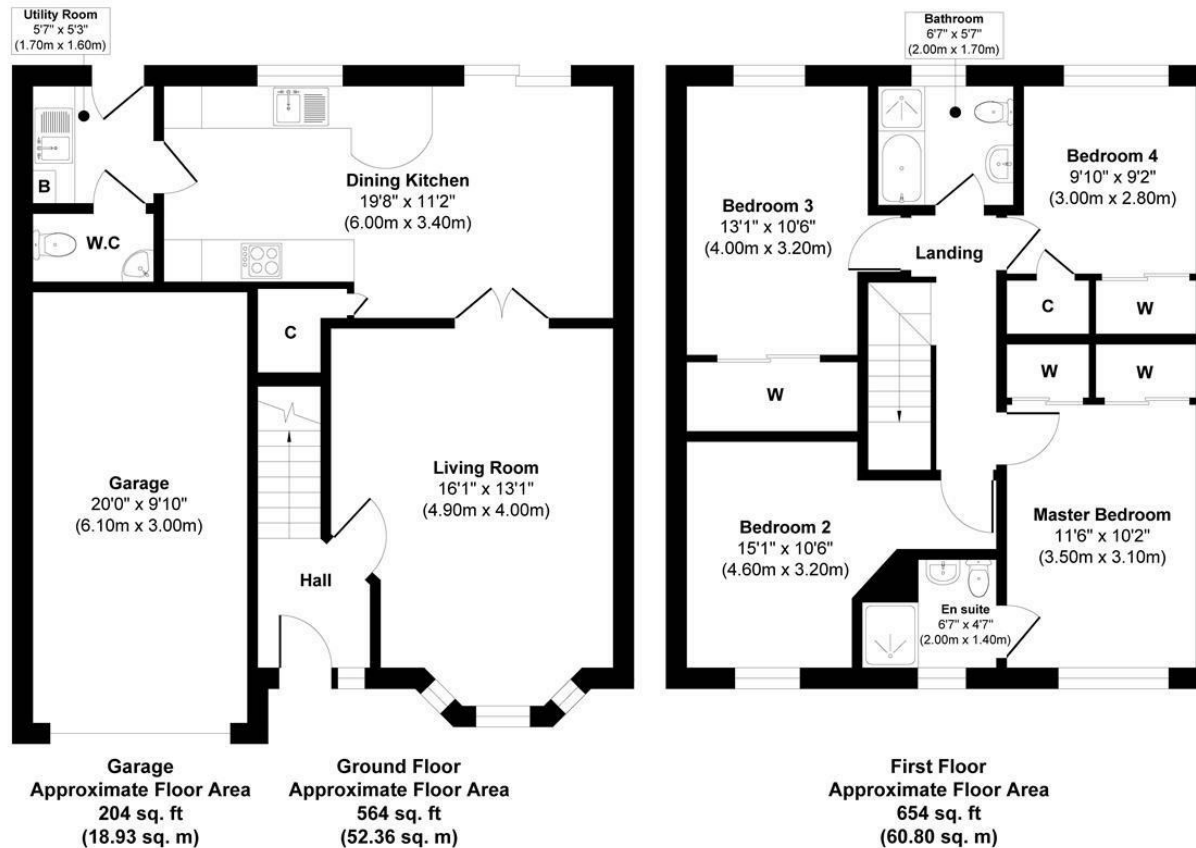 Utility Room
5'7" x 5'3"
(1.70m x 1.60m)
B
W.C
Dining Kitchen
19'8" x 11'2"
(6.00m x 3.40m)
C
Garage
20'0" x 9'10"
(6.10m x 3.00m)
Living Room
16'1" x 13'1"
(4.90m x 4.00m)
Hall
Garage
Approximate Floor Area
204 sq. ft
(18.93 sq. m)
Ground Floor
Approximate Floor Area
564 sq. ft
(52.36 sq. m)
Bathroom
6'7" x 5'7"
(2.00m x 1.70m)
Bedroom 3
13'1" x 10'6"
(4.00m x 3.20m)
Bedroom 4
9'10" x 9'2"
(3.00m x 2.80m)
Landing
C
W
W
W
W
Bedroom 2
15'1" x 10'6"
(4.60m x 3.20m)
Master Bedroom
11'6" x 10'2"
(3.50m x 3.10m)
En suite
6'7" x 4'7"
(2.00m x 1.40m)
First Floor
Approximate Floor Area
654 sq. ft
(60.80 sq. m)